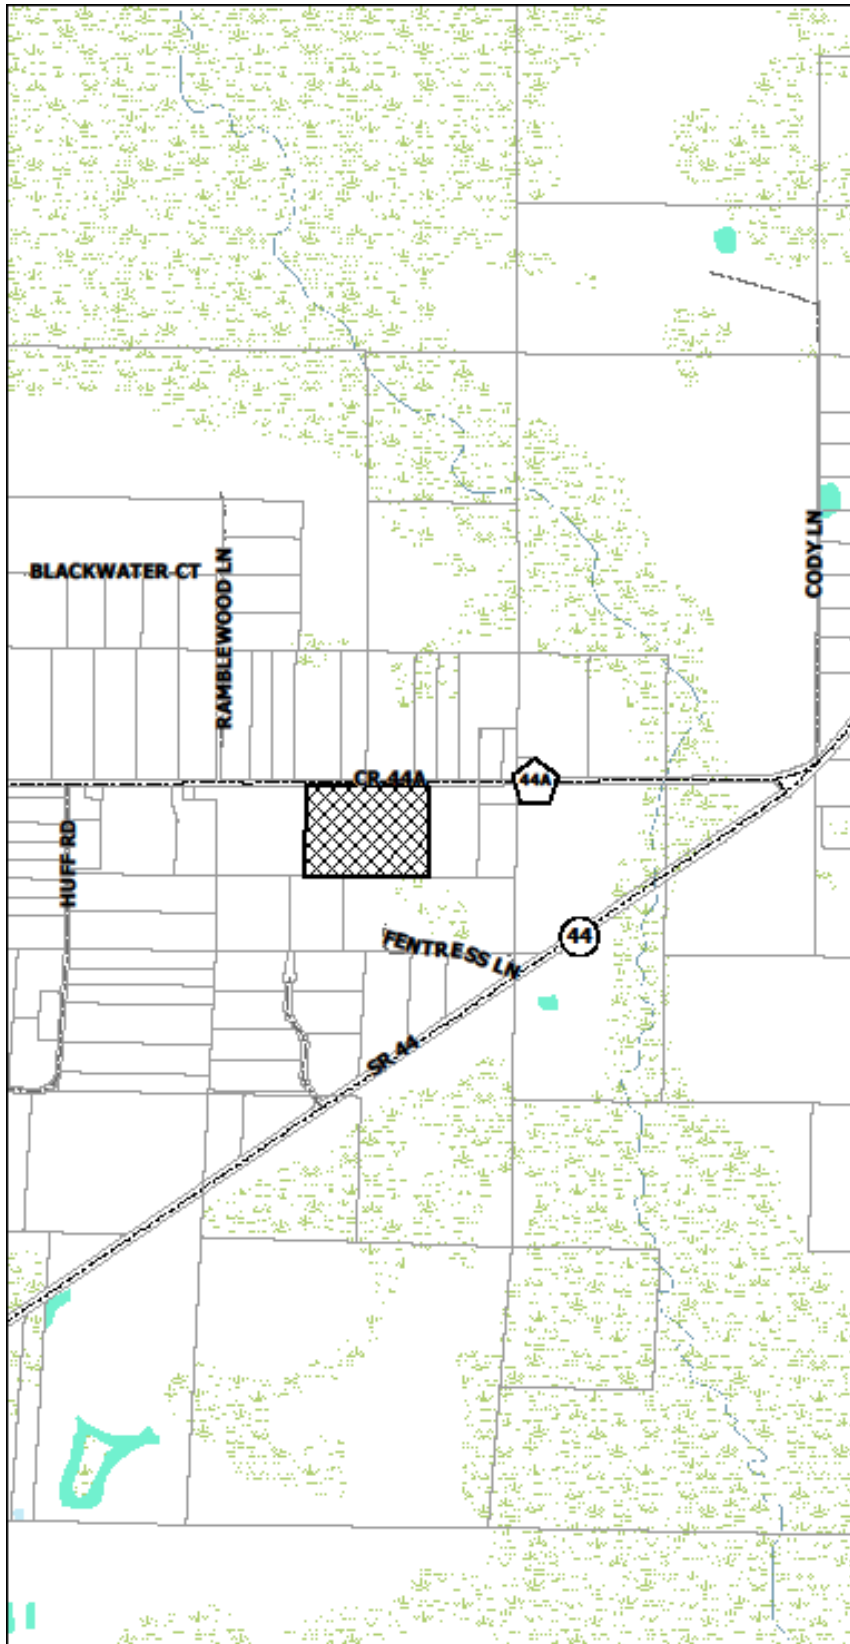 BLACKWATER CT
RAMBLEWOOD LN
CODY LN
CR 44A
44A
HUFF RD
FENTRESS LN
44
SR 44